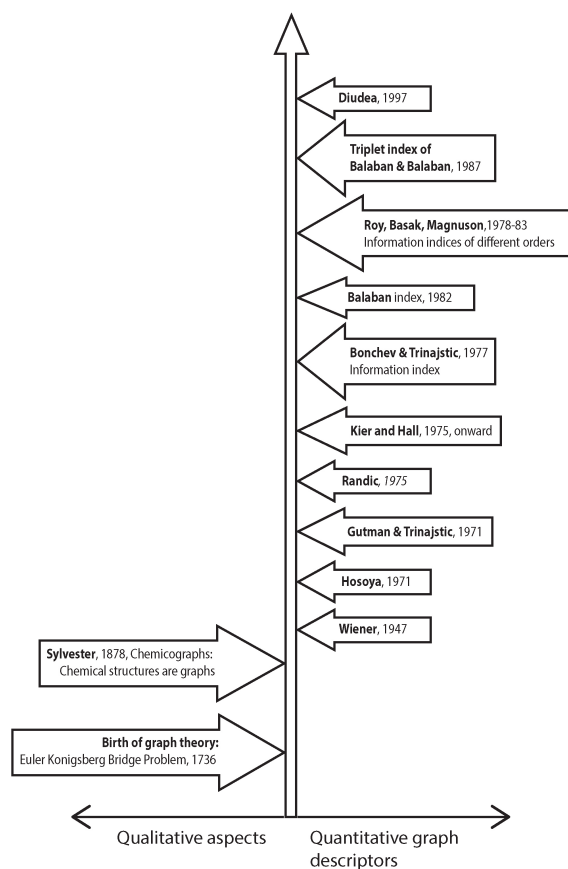 Diudea, 1997
Triplet index of
Balaban & Balaban, 1987
Roy, Basak, Magnuson,1978-83
Information indices of different orders
Balaban index, 1982
Bonchev & Trinajstic, 1977
Information index
Kier and Hall, 1975, onward
Randic, 1975
Gutman & Trinajstic, 1971
Hosoya, 1971
Wiener, 1947
Sylvester, 1878, Chemicographs:
Chemical structures are graphs
Birth of graph theory:
Euler Konigsberg Bridge Problem, 1736
Qualitative aspects
Quantitative graph
descriptors